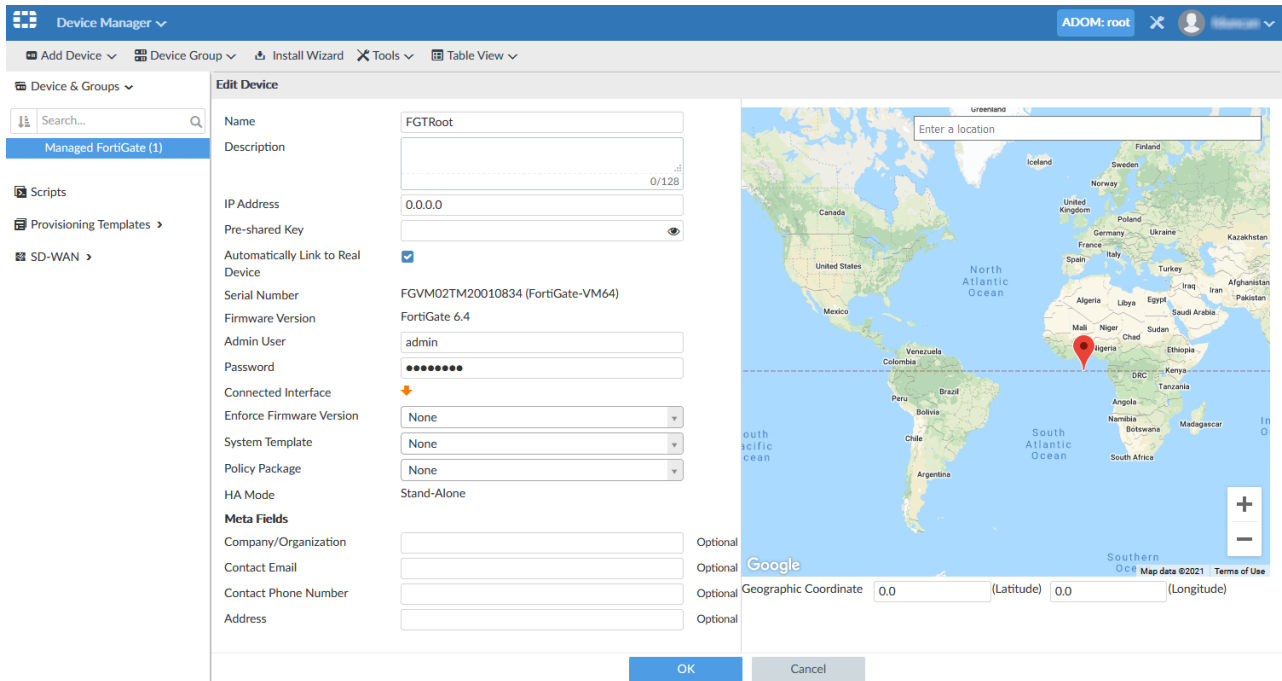 Device Manager
ADOM: root
Add Device
Device Group
Install Wizard
Tools
Table View
Device & Groups
Search...
Managed FortiGate (1)
Scripts
Provisioning Templates
SD-WAN
Edit Device
Name
FGTRoot
Description
0/128
IP Address
0.0.0.0
Pre-shared Key
Automatically Link to Real
Device
Serial Number
FGVM02TM20010834 (FortiGate-VM64)
Firmware Version
FortiGate 6.4
Admin User
admin
Password
Connected Interface
Enforce Firmware Version
None
System Template
None
Policy Package
None
HA Mode
Stand-Alone
Meta Fields
Company/Organization
Optional
Contact Email
Optional
Contact Phone Number
Optional
Address
Optional
Enter a location
Greenland
Iceland
Finland
Sweden
Norway
United
Kingdom
Canada
Poland
Germany
Ukraine
Kazakhstan
France
Italy
Spain
United States
North
Atlantic
Ocean
Turkey
Iraq
Iran
Afghanistan
Pakistan
Algeria
Libya
Egypt
Saudi Arabia
Mexico
Mali
Niger
Sudan
Chad
Nigeria
Ethiopia
Venezuela
Colombia
Kenya
DRC
Tanzania
Brazil
Peru
Angola
Bolivia
Namibia
Botswana
Madagascar
outh
acific
cean
Chile
South
Atlantic
Ocean
South Africa
In
O
Argentina
Southern
Oce
Google
Map data ©2021
Terms of Use
Geographic Coordinate
0.0
(Latitude)
0.0
(Longitude)
OK
Cancel